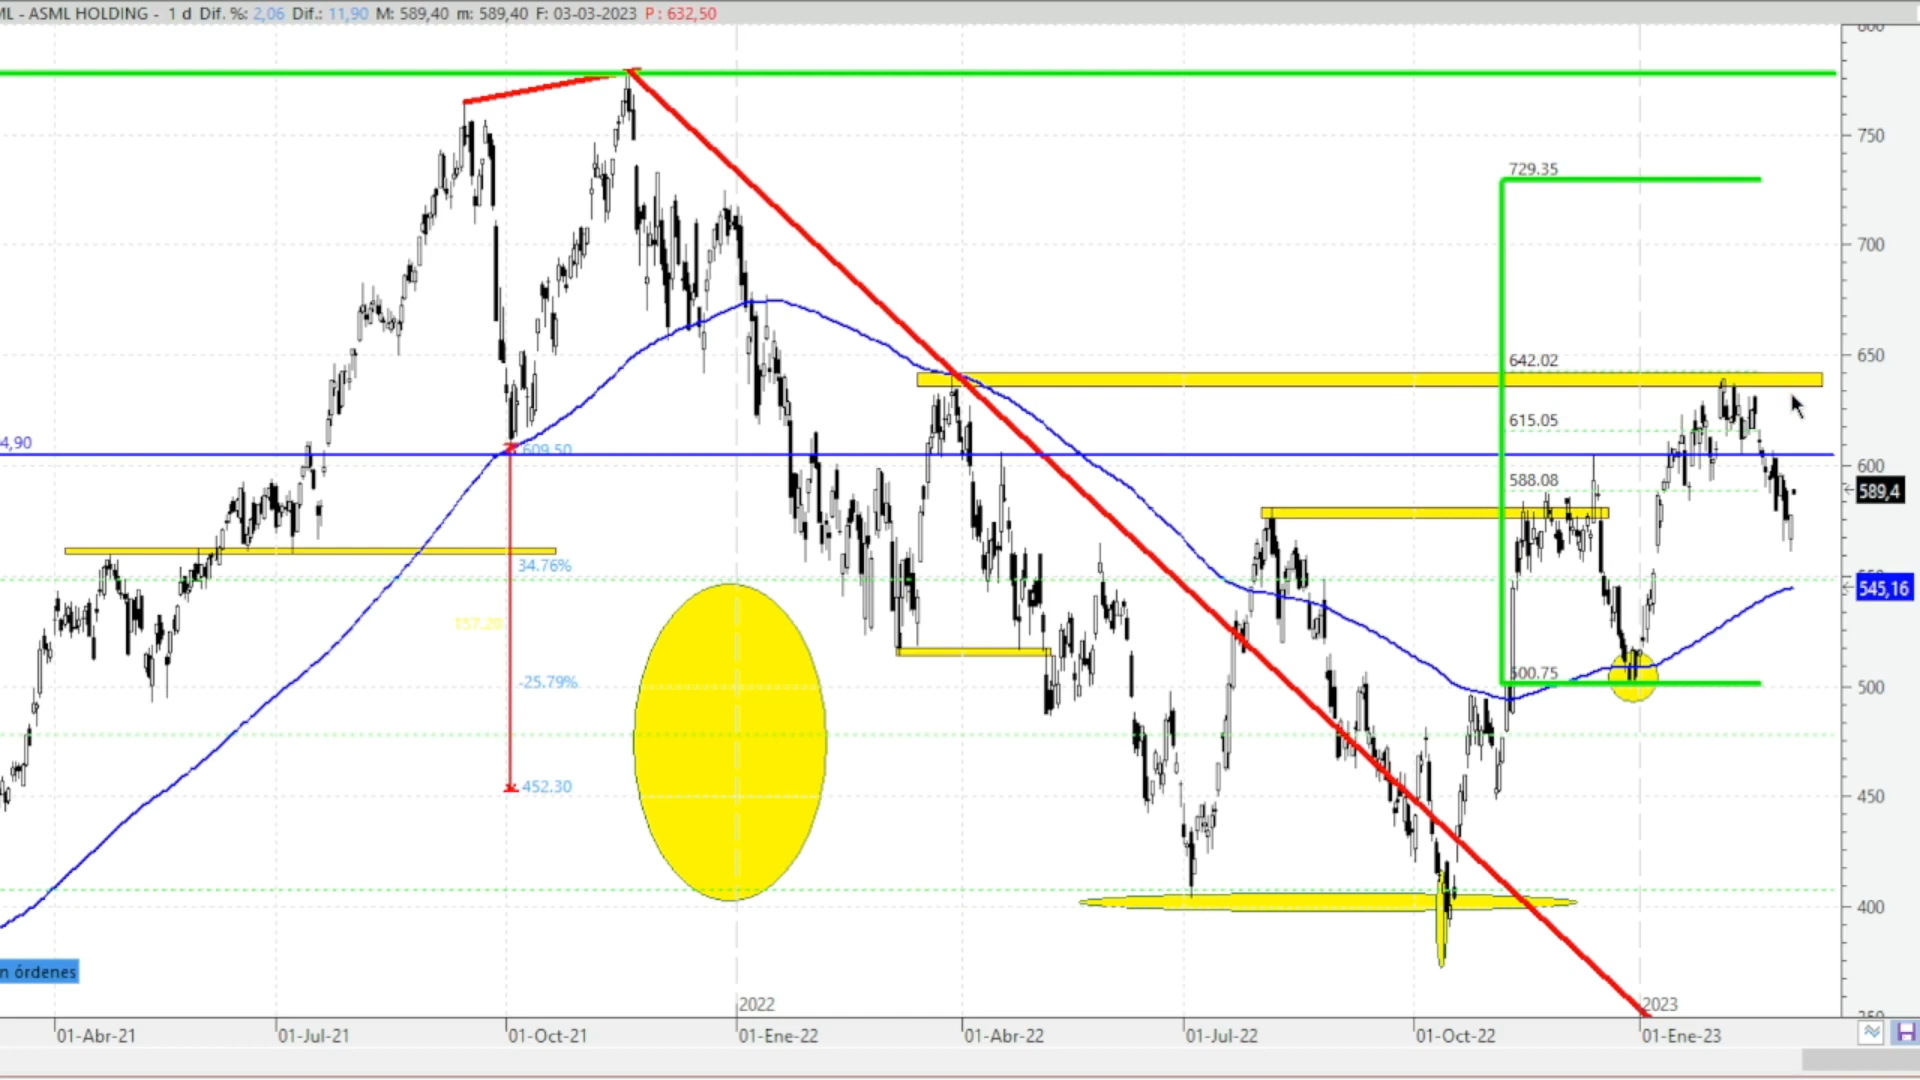 ML - ASML HOLDING - 1 d Dif. %: 2,06 Dif.: 11,90 M: 589,40 m: 589,40 F: 03-03-2023 P: 632,50
750
729.35
700
650
642.02
615.05
4,90
609.50
600
588.08
589,4
34.76%
545,16
157.20
500.75
-25.79%
500
452.30
450
400
n órdenes
2022
2023
350
01-Abr-21
01-Jul-21
01-Oct-21
01-Ene-22
01-Abr-22
01-Jul-22
01-Oct-22
01-Ene-23